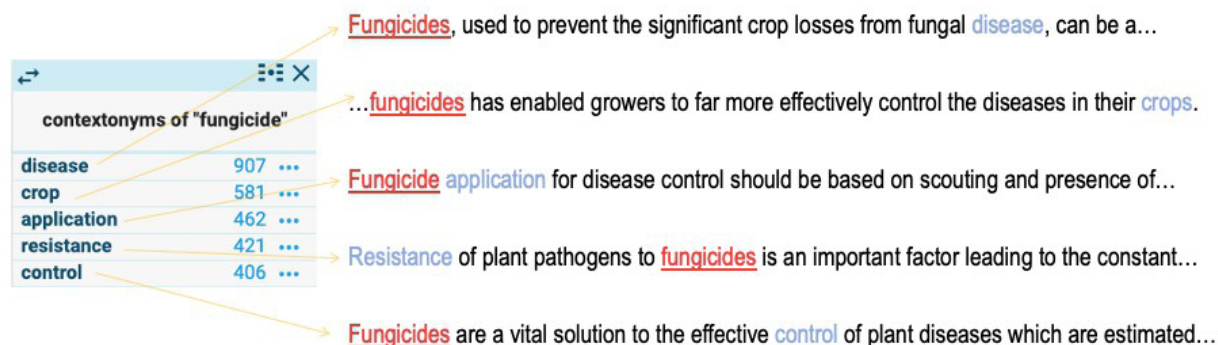 contextonyms of "fungicide"
disease 907 •••
crop 581 •••
application 462 •••
resistance 421 •••
control 406 •••
Fungicides, used to prevent the significant crop losses from fungal disease, can be a…
…fungicides has enabled growers to far more effectively control the diseases in their crops.
Fungicide application for disease control should be based on scouting and presence of…
Resistance of plant pathogens to fungicides is an important factor leading to the constant…
Fungicides are a vital solution to the effective control of plant diseases which are estimated…